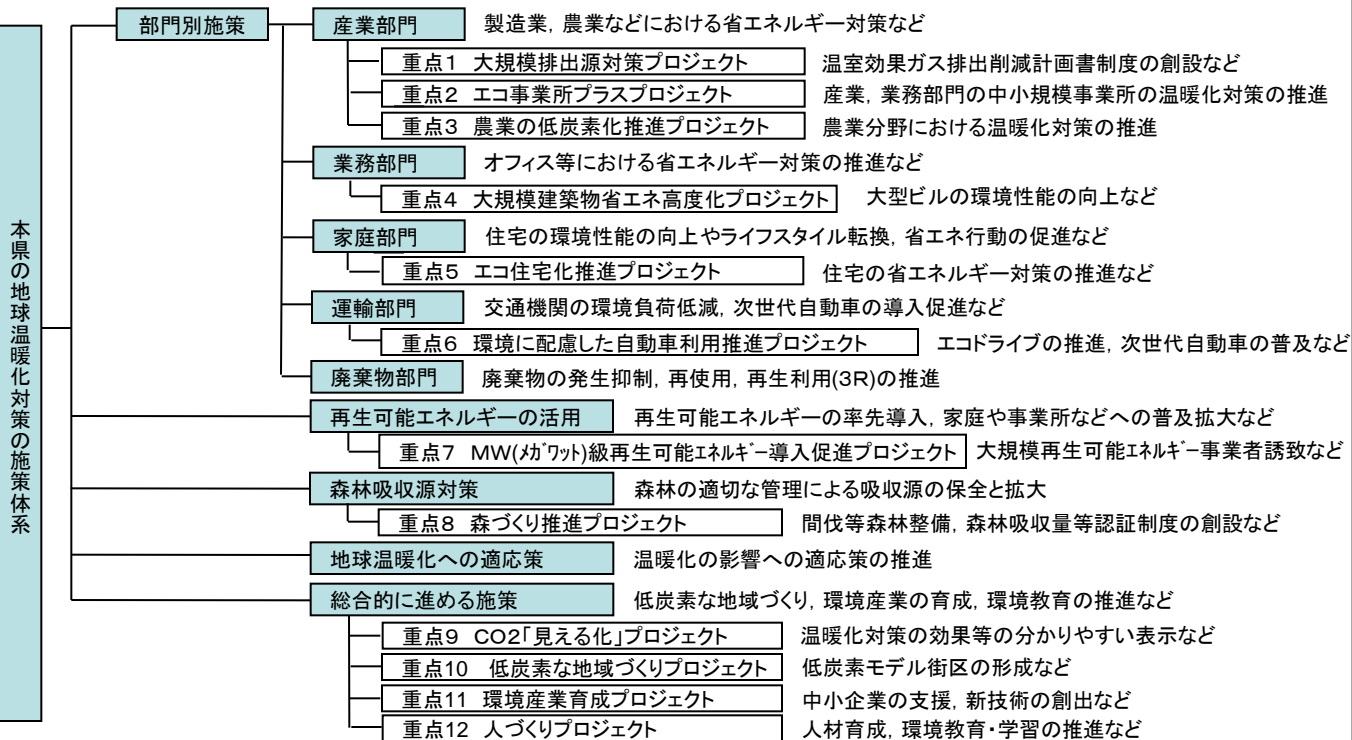 本県の地球温暖化対策の施策体系
部門別施策
産業部門 製造業, 農業などにおける省エネルギー対策など
重点1 大規模排出源対策プロジェクト 温室効果ガス排出削減計画書制度の創設など
重点2 エコ事業所プラスプロジェクト 産業, 業務部門の中小規模事業所の温暖化対策の推進
重点3 農業の低炭素化推進プロジェクト 農業分野における温暖化対策の推進
業務部門 オフィス等における省エネルギー対策の推進など
重点4 大規模建築物省エネ高度化プロジェクト 大型ビルの環境性能の向上など
家庭部門 住宅の環境性能の向上やライフスタイル転換, 省エネ行動の促進など
重点5 エコ住宅化推進プロジェクト 住宅の省エネルギー対策の推進など
運輸部門 交通機関の環境負荷低減, 次世代自動車の導入促進など
重点6 環境に配慮した自動車利用推進プロジェクト エコドライブの推進, 次世代自動車の普及など
廃棄物部門 廃棄物の発生抑制, 再使用, 再生利用(3R)の推進
再生可能エネルギーの活用 再生可能エネルギーの率先導入, 家庭や事業所などへの普及拡大など
重点7 MW(ﾒｶﾞﾜｯﾄ)級再生可能ｴﾈﾙｷﾞｰ導入促進プロジェクト 大規模再生可能ｴﾈﾙｷﾞｰ事業者誘致など
森林吸収源対策 森林の適切な管理による吸収源の保全と拡大
重点8 森づくり推進プロジェクト 間伐等森林整備, 森林吸収量等認証制度の創設など
地球温暖化への適応策 温暖化の影響への適応策の推進
総合的に進める施策 低炭素な地域づくり, 環境産業の育成, 環境教育の推進など
重点9 CO2「見える化」プロジェクト 温暖化対策の効果等の分かりやすい表示など
重点10 低炭素な地域づくりプロジェクト 低炭素モデル街区の形成など
重点11 環境産業育成プロジェクト 中小企業の支援, 新技術の創出など
重点12 人づくりプロジェクト 人材育成, 環境教育・学習の推進など